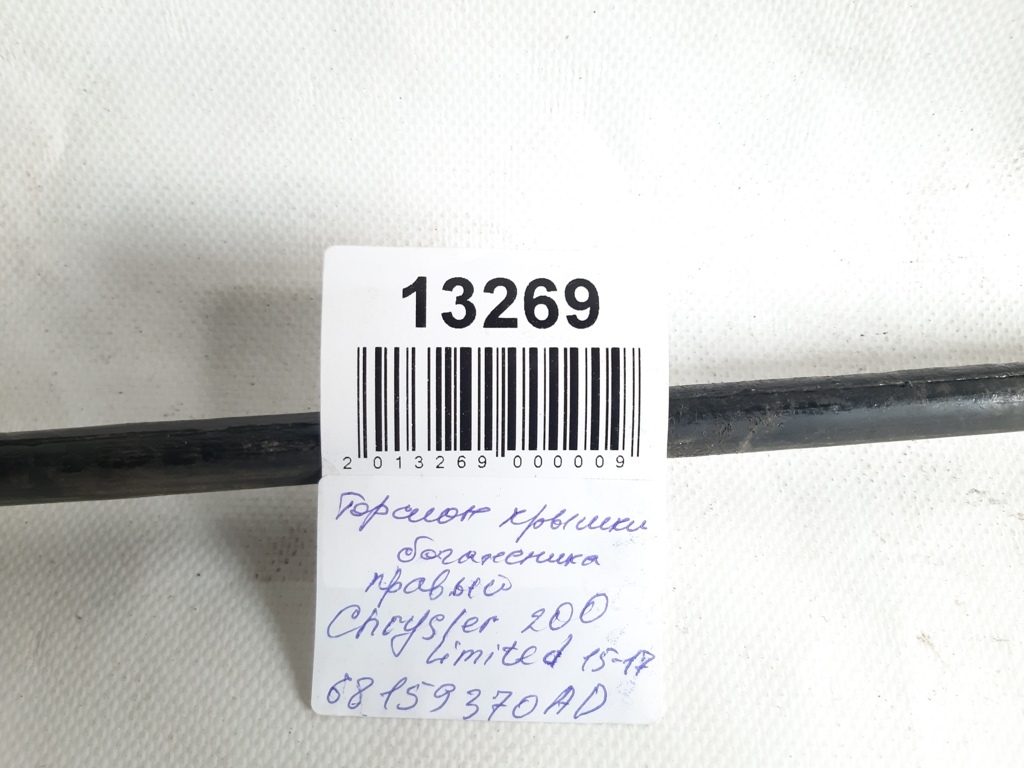 13269
2 013269 000009
Торсион крышки
багажника
правый
Chrysler 200
Limited 15-17
68159370AD